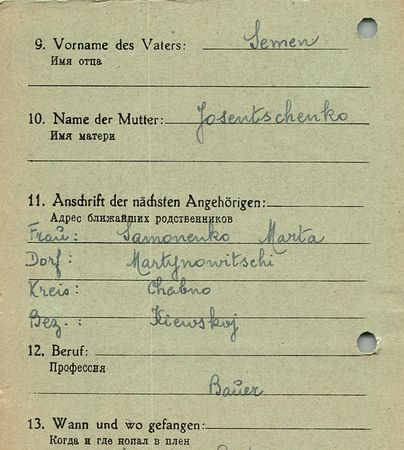 9. Vorname des Vaters: Semen
Имя отца
10. Name der Mutter: Josentschenko
Имя матери
11. Anschrift der nächsten Angehörigen:
Адрес ближайших родственников
Frau: Samonenko Marta
Dorf: Martynowitschi
Kreis: Chabno
Bez.: Kiewskoj
12. Beruf:
Профессия
Bauer
13. Wann und wo gefangen:
Когда и где попал в плен